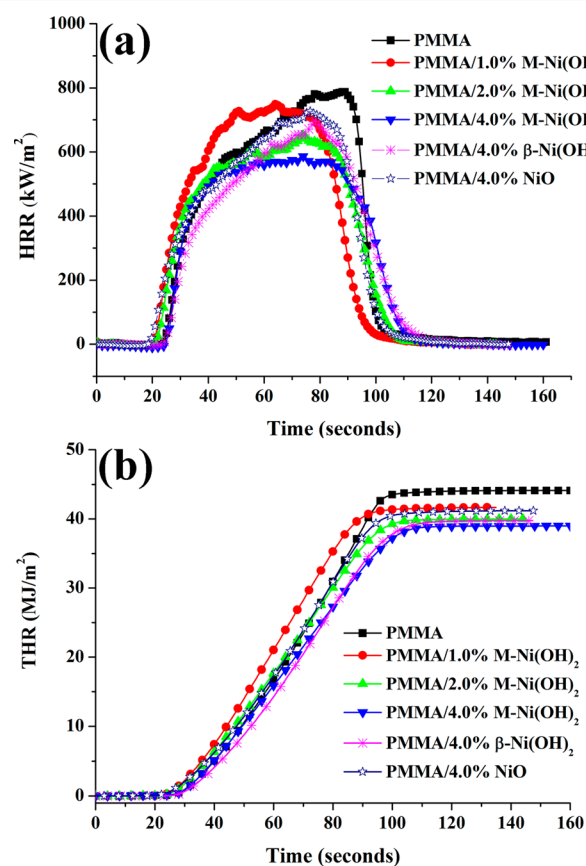 (a)
HRR (kW/m²)
1000
800
600
400
200
0
PMMA
PMMA/1.0% M-Ni(OH
PMMA/2.0% M-Ni(OH
PMMA/4.0% M-Ni(OH
PMMA/4.0% β-Ni(OH
PMMA/4.0% NiO
0 20 40 60 80 100 120 140 160
Time (seconds)
(b)
THR (MJ/m²)
50
40
30
20
10
0
PMMA
PMMA/1.0% M-Ni(OH)₂
PMMA/2.0% M-Ni(OH)₂
PMMA/4.0% M-Ni(OH)₂
PMMA/4.0% β-Ni(OH)₂
PMMA/4.0% NiO
0 20 40 60 80 100 120 140 160
Time (seconds)